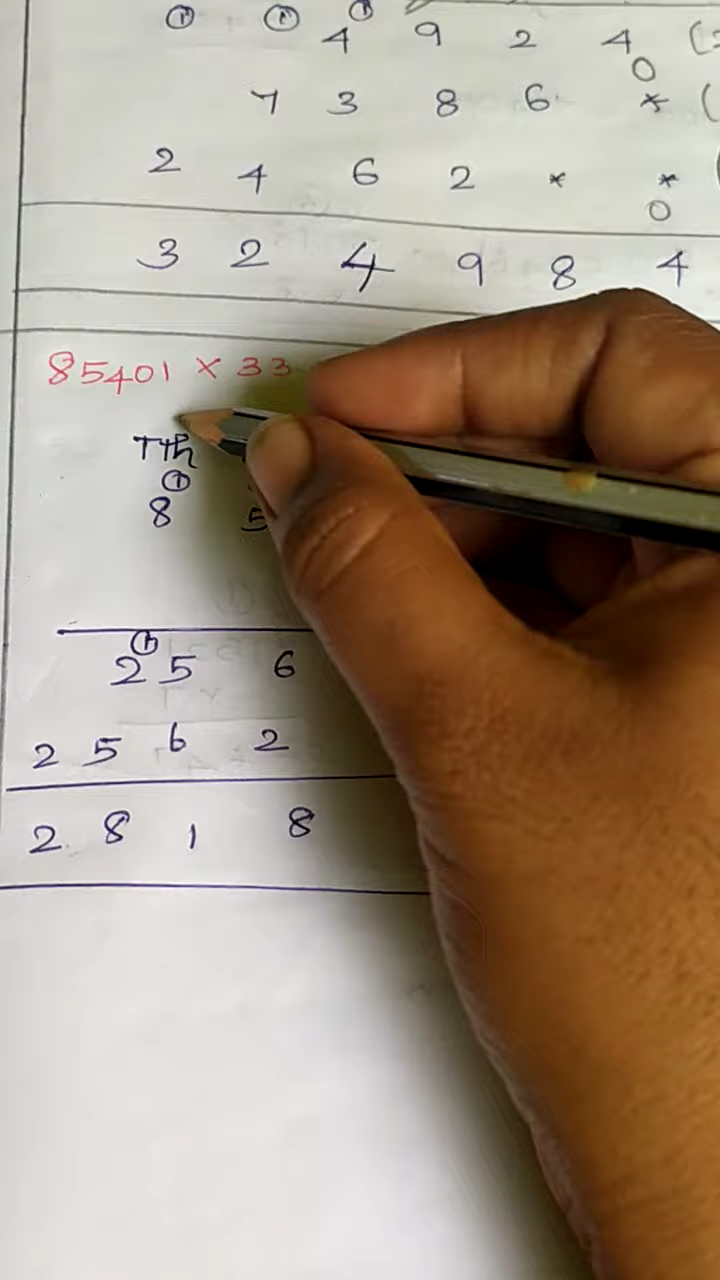 1 1 1
4 9 2 4 (
0
7 3 8 6 * (
2 4 6 2 * *
0
3 2 4 9 8 4
85401 × 33
TTh
1
8 5
1
2 5 6
2 5 6 2
2 8 1 8